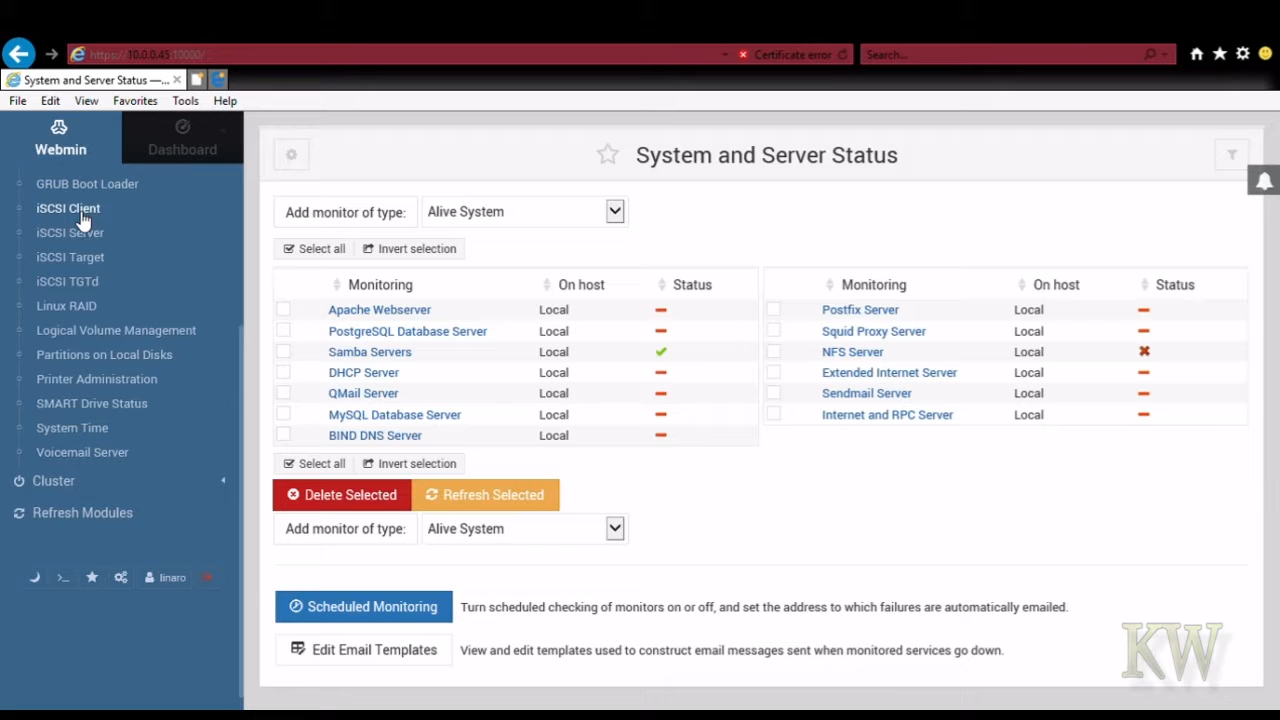 https://10.0.0.45:10000/
Certificate error
Search...
System and Server Status —...
File Edit View Favorites Tools Help
Webmin
Dashboard
GRUB Boot Loader
iSCSI Client
iSCSI Server
iSCSI Target
iSCSI TGTd
Linux RAID
Logical Volume Management
Partitions on Local Disks
Printer Administration
SMART Drive Status
System Time
Voicemail Server
Cluster
Refresh Modules
linaro
System and Server Status
Add monitor of type: Alive System
Select all Invert selection
Monitoring On host Status
Apache Webserver Local
PostgreSQL Database Server Local
Samba Servers Local
DHCP Server Local
QMail Server Local
MySQL Database Server Local
BIND DNS Server Local
Monitoring On host Status
Postfix Server Local
Squid Proxy Server Local
NFS Server Local
Extended Internet Server Local
Sendmail Server Local
Internet and RPC Server Local
Select all Invert selection
Delete Selected Refresh Selected
Add monitor of type: Alive System
Scheduled Monitoring Turn scheduled checking of monitors on or off, and set the address to which failures are automatically emailed.
Edit Email Templates View and edit templates used to construct email messages sent when monitored services go down.
KW